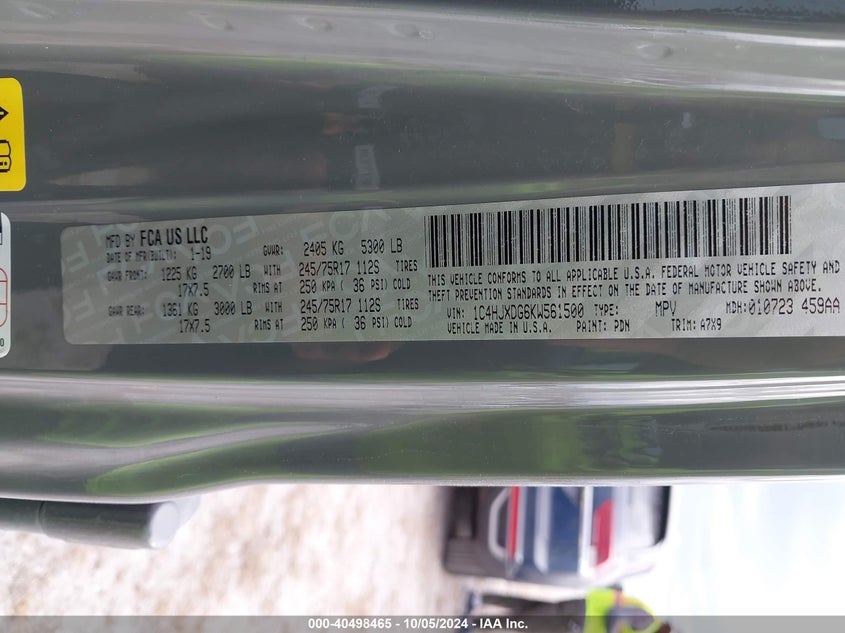 MFD BY FCA US LLC
DATE OF MFR(BUILT): 1-19 GVWR: 2405 KG 5300 LB
GAWR FRONT: 1225 KG 2700 LB WITH 245/75R17 112S TIRES
17X7.5 RIMS AT 250 KPA ( 36 PSI) COLD
GAWR REAR: 1361 KG 3000 LB WITH 245/75R17 112S TIRES
17X7.5 RIMS AT 250 KPA ( 36 PSI) COLD
THIS VEHICLE CONFORMS TO ALL APPLICABLE U.S.A. FEDERAL MOTOR VEHICLE SAFETY AND
THEFT PREVENTION STANDARDS IN EFFECT ON THE DATE OF MANUFACTURE SHOWN ABOVE.
VIN: 1C4HJXDG6KW561500 TYPE: MPV MDH:010723 459AA
VEHICLE MADE IN U.S.A. PAINT: PDN TRIM: A7X9
000-40498465 - 10/05/2024 - IAA Inc.